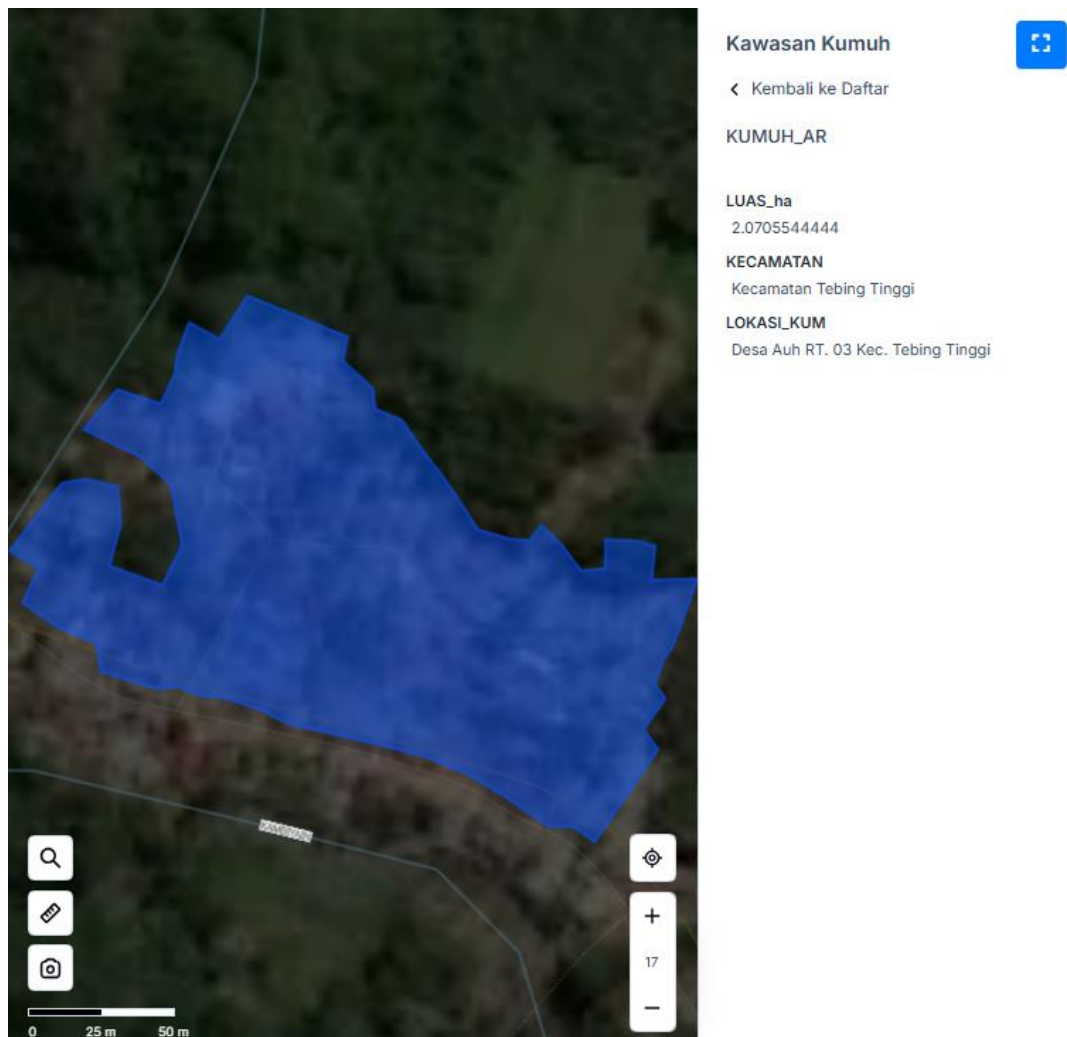 Kawasan Kumuh
Kembali ke Daftar
KUMUH_AR
LUAS_ha
2.0705544444
KECAMATAN
Kecamatan Tebing Tinggi
LOKASI_KUM
Desa Auh RT. 03 Kec. Tebing Tinggi
17
0 25 m 50 m